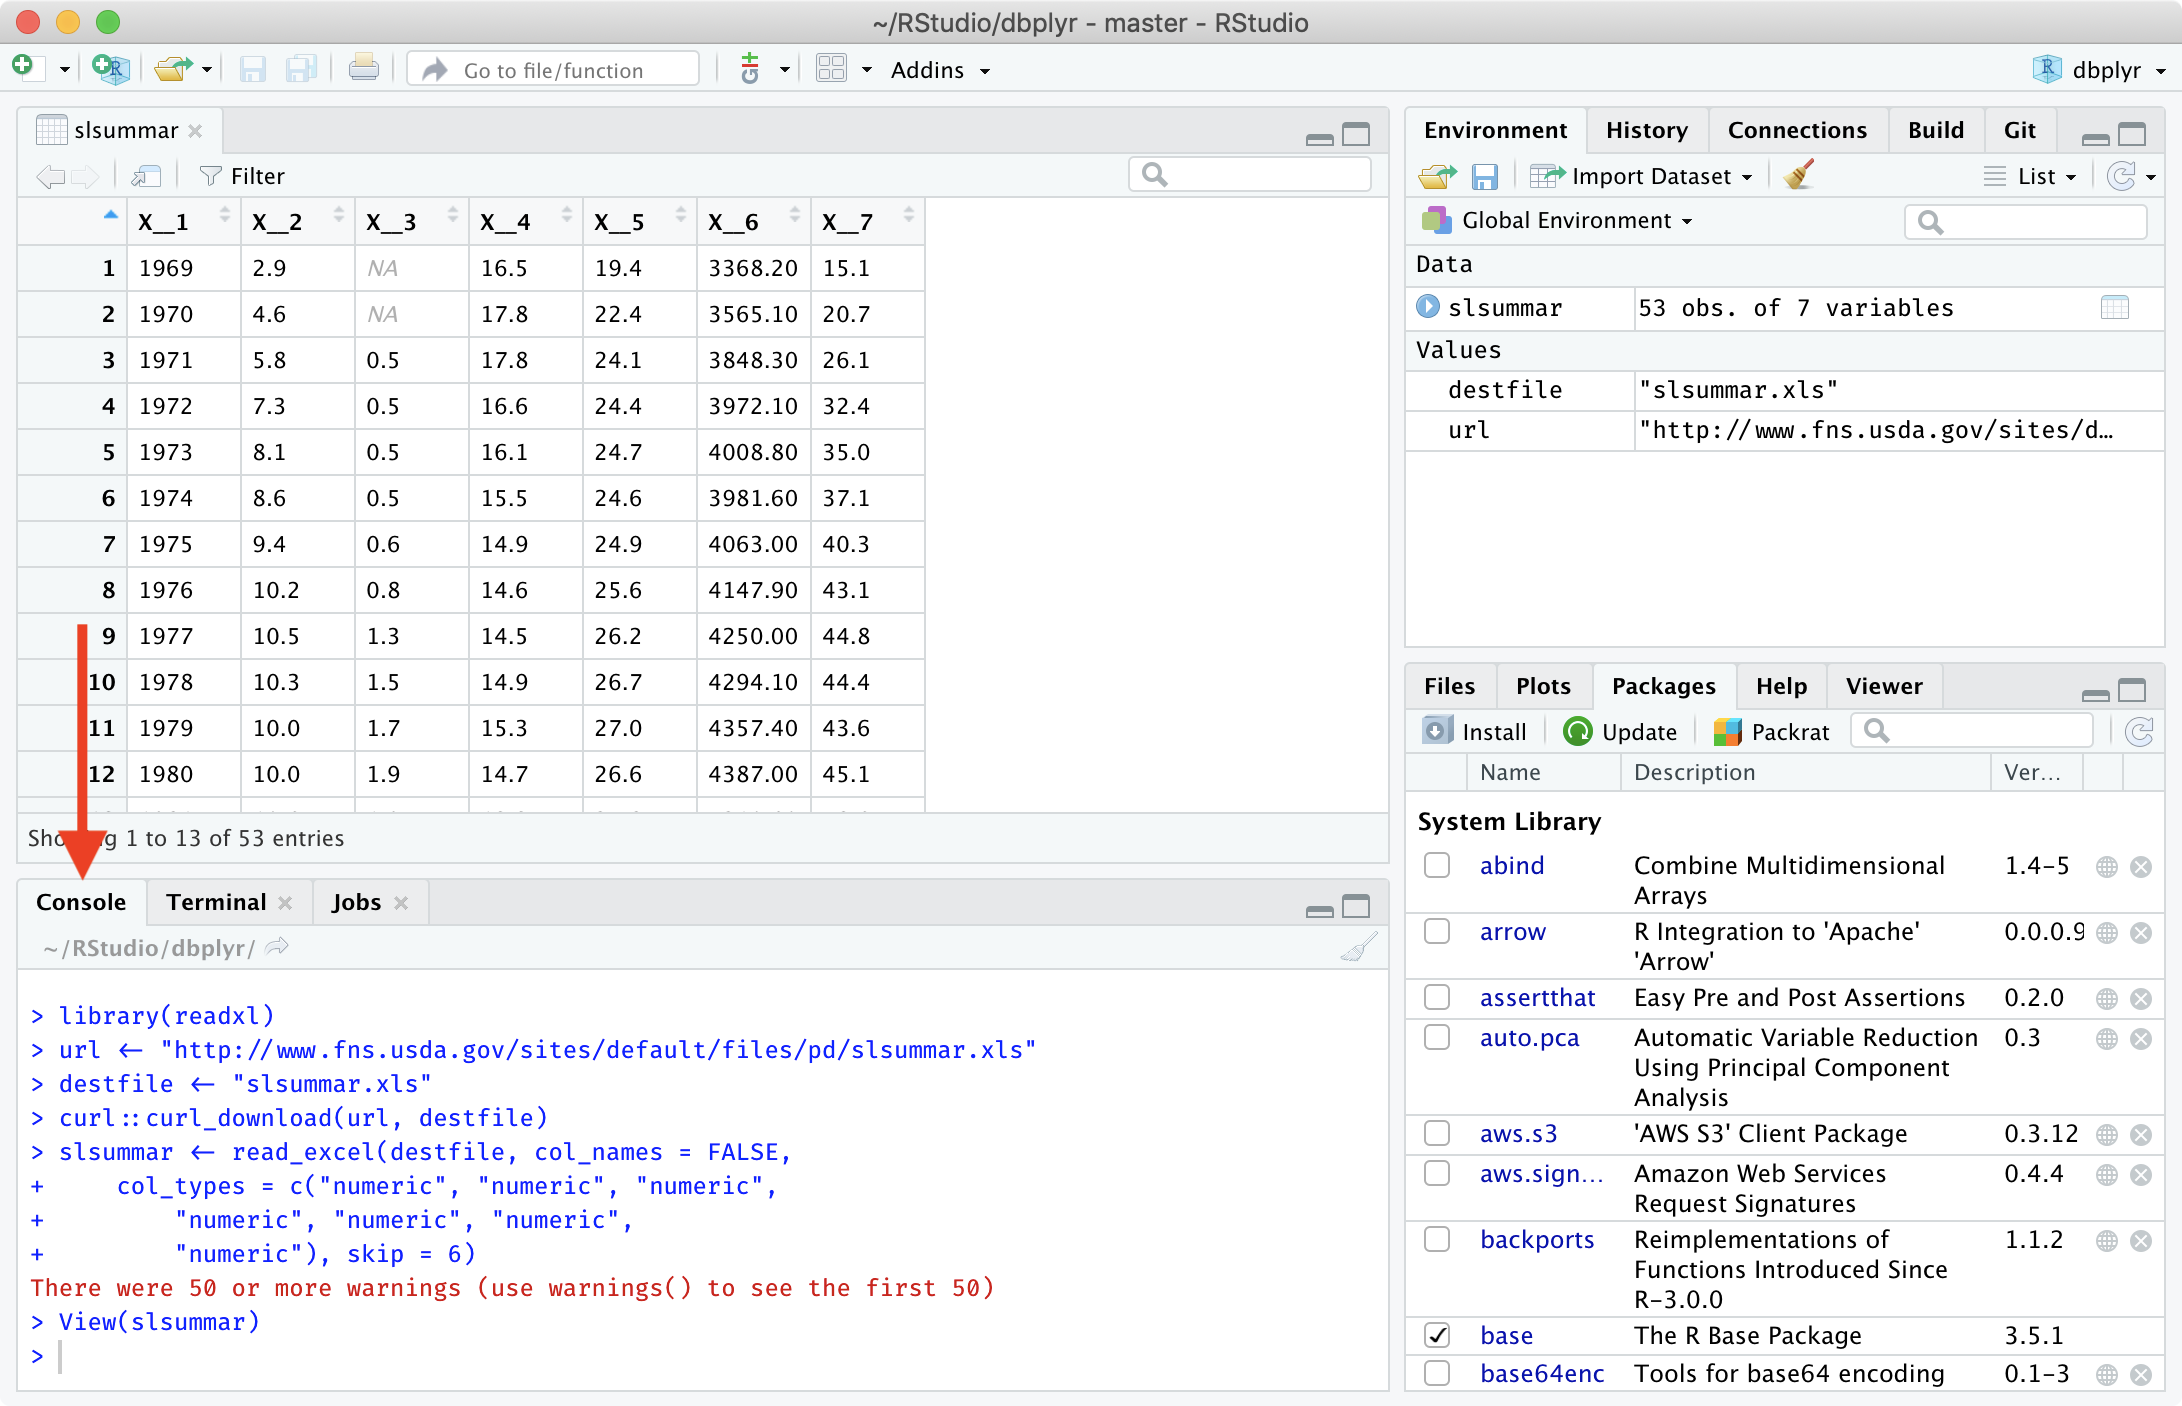 ~/RStudio/dbplyr - master - RStudio
Go to file/function
Addins
dbplyr
slsummar
Filter
X__1 X__2 X__3 X__4 X__5 X__6 X__7
1 1969 2.9 NA 16.5 19.4 3368.20 15.1
2 1970 4.6 NA 17.8 22.4 3565.10 20.7
3 1971 5.8 0.5 17.8 24.1 3848.30 26.1
4 1972 7.3 0.5 16.6 24.4 3972.10 32.4
5 1973 8.1 0.5 16.1 24.7 4008.80 35.0
6 1974 8.6 0.5 15.5 24.6 3981.60 37.1
7 1975 9.4 0.6 14.9 24.9 4063.00 40.3
8 1976 10.2 0.8 14.6 25.6 4147.90 43.1
9 1977 10.5 1.3 14.5 26.2 4250.00 44.8
10 1978 10.3 1.5 14.9 26.7 4294.10 44.4
11 1979 10.0 1.7 15.3 27.0 4357.40 43.6
12 1980 10.0 1.9 14.7 26.6 4387.00 45.1
Showing 1 to 13 of 53 entries
Console Terminal Jobs
~/RStudio/dbplyr/
> library(readxl)
> url <- "http://www.fns.usda.gov/sites/default/files/pd/slsummar.xls"
> destfile <- "slsummar.xls"
> curl::curl_download(url, destfile)
> slsummar <- read_excel(destfile, col_names = FALSE,
+     col_types = c("numeric", "numeric", "numeric",
+         "numeric", "numeric", "numeric",
+         "numeric"), skip = 6)
There were 50 or more warnings (use warnings() to see the first 50)
> View(slsummar)
>
Environment History Connections Build Git
Import Dataset
List
Global Environment
Data
slsummar 53 obs. of 7 variables
Values
destfile "slsummar.xls"
url "http://www.fns.usda.gov/sites/d…
Files Plots Packages Help Viewer
Install Update Packrat
Name Description Ver…
System Library
abind Combine Multidimensional 1.4-5
Arrays
arrow R Integration to 'Apache' 0.0.0.9
'Arrow'
assertthat Easy Pre and Post Assertions 0.2.0
auto.pca Automatic Variable Reduction 0.3
Using Principal Component
Analysis
aws.s3 'AWS S3' Client Package 0.3.12
aws.sign… Amazon Web Services 0.4.4
Request Signatures
backports Reimplementations of 1.1.2
Functions Introduced Since
R-3.0.0
base The R Base Package 3.5.1
base64enc Tools for base64 encoding 0.1-3